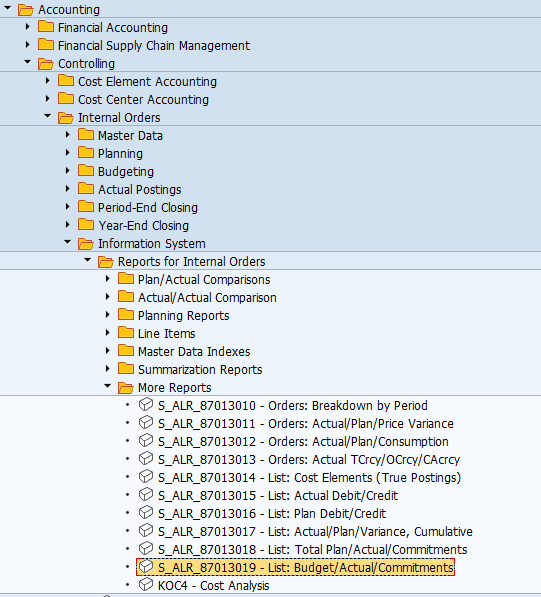 Accounting
Financial Accounting
Financial Supply Chain Management
Controlling
Cost Element Accounting
Cost Center Accounting
Internal Orders
Master Data
Planning
Budgeting
Actual Postings
Period-End Closing
Year-End Closing
Information System
Reports for Internal Orders
Plan/Actual Comparisons
Actual/Actual Comparison
Planning Reports
Line Items
Master Data Indexes
Summarization Reports
More Reports
S_ALR_87013010 - Orders: Breakdown by Period
S_ALR_87013011 - Orders: Actual/Plan/Price Variance
S_ALR_87013012 - Orders: Actual/Plan/Consumption
S_ALR_87013013 - Orders: Actual TCrcy/OCrcy/CAcrcy
S_ALR_87013014 - List: Cost Elements (True Postings)
S_ALR_87013015 - List: Actual Debit/Credit
S_ALR_87013016 - List: Plan Debit/Credit
S_ALR_87013017 - List: Actual/Plan/Variance, Cumulative
S_ALR_87013018 - List: Total Plan/Actual/Commitments
S_ALR_87013019 - List: Budget/Actual/Commitments
KOC4 - Cost Analysis